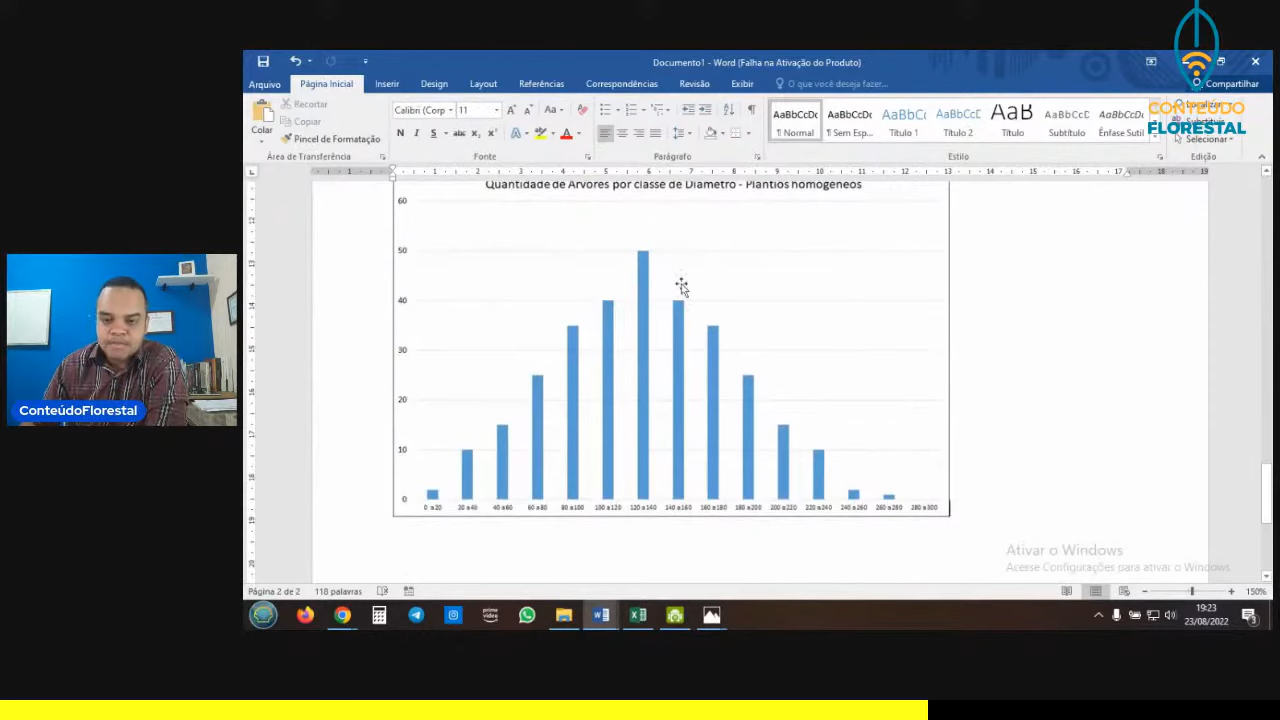 Documento1 - Word (Falha na Ativação do Produto)
Arquivo
Página Inicial
Inserir
Design
Layout
Referências
Correspondências
Revisão
Exibir
O que você deseja fazer...
Compartilhar
CONTEÚDO
FLORESTAL
Colar
Recortar
Copiar
Pincel de Formatação
Calibri (Corp
11
AaBbCcDc
AaBbCcDc
AaBbC
AaBbCcC
AaB
AaBbCcD
AaBbCcDc
¶ Normal
¶ Sem Esp...
Título 1
Título 2
Título
Subtítulo
Ênfase Sutil
Localizar
Substituir
Selecionar
Área de Transferência
Fonte
Parágrafo
Estilo
Edição
Quantidade de Árvores por classe de Diâmetro - Plantios homogêneos
60
50
40
30
20
10
0
0 a 20
20 a 40
40 a 60
60 a 80
80 a 100
100 a 120
120 a 140
140 a 160
160 a 180
180 a 200
200 a 220
220 a 240
240 a 260
260 a 280
280 a 300
ConteúdoFlorestal
Ativar o Windows
Acesse Configurações para ativar o Windows
Página 2 de 2
118 palavras
150%
prime
video
19:23
23/08/2022